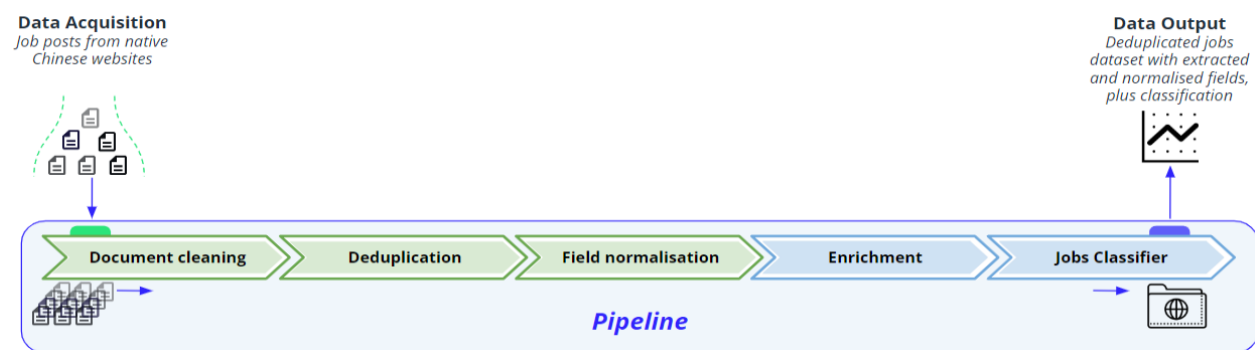 Data Acquisition
Job posts from native
Chinese websites
Data Output
Deduplicated jobs
dataset with extracted
and normalised fields,
plus classification
Document cleaning
Deduplication
Field normalisation
Enrichment
Jobs Classifier
Pipeline